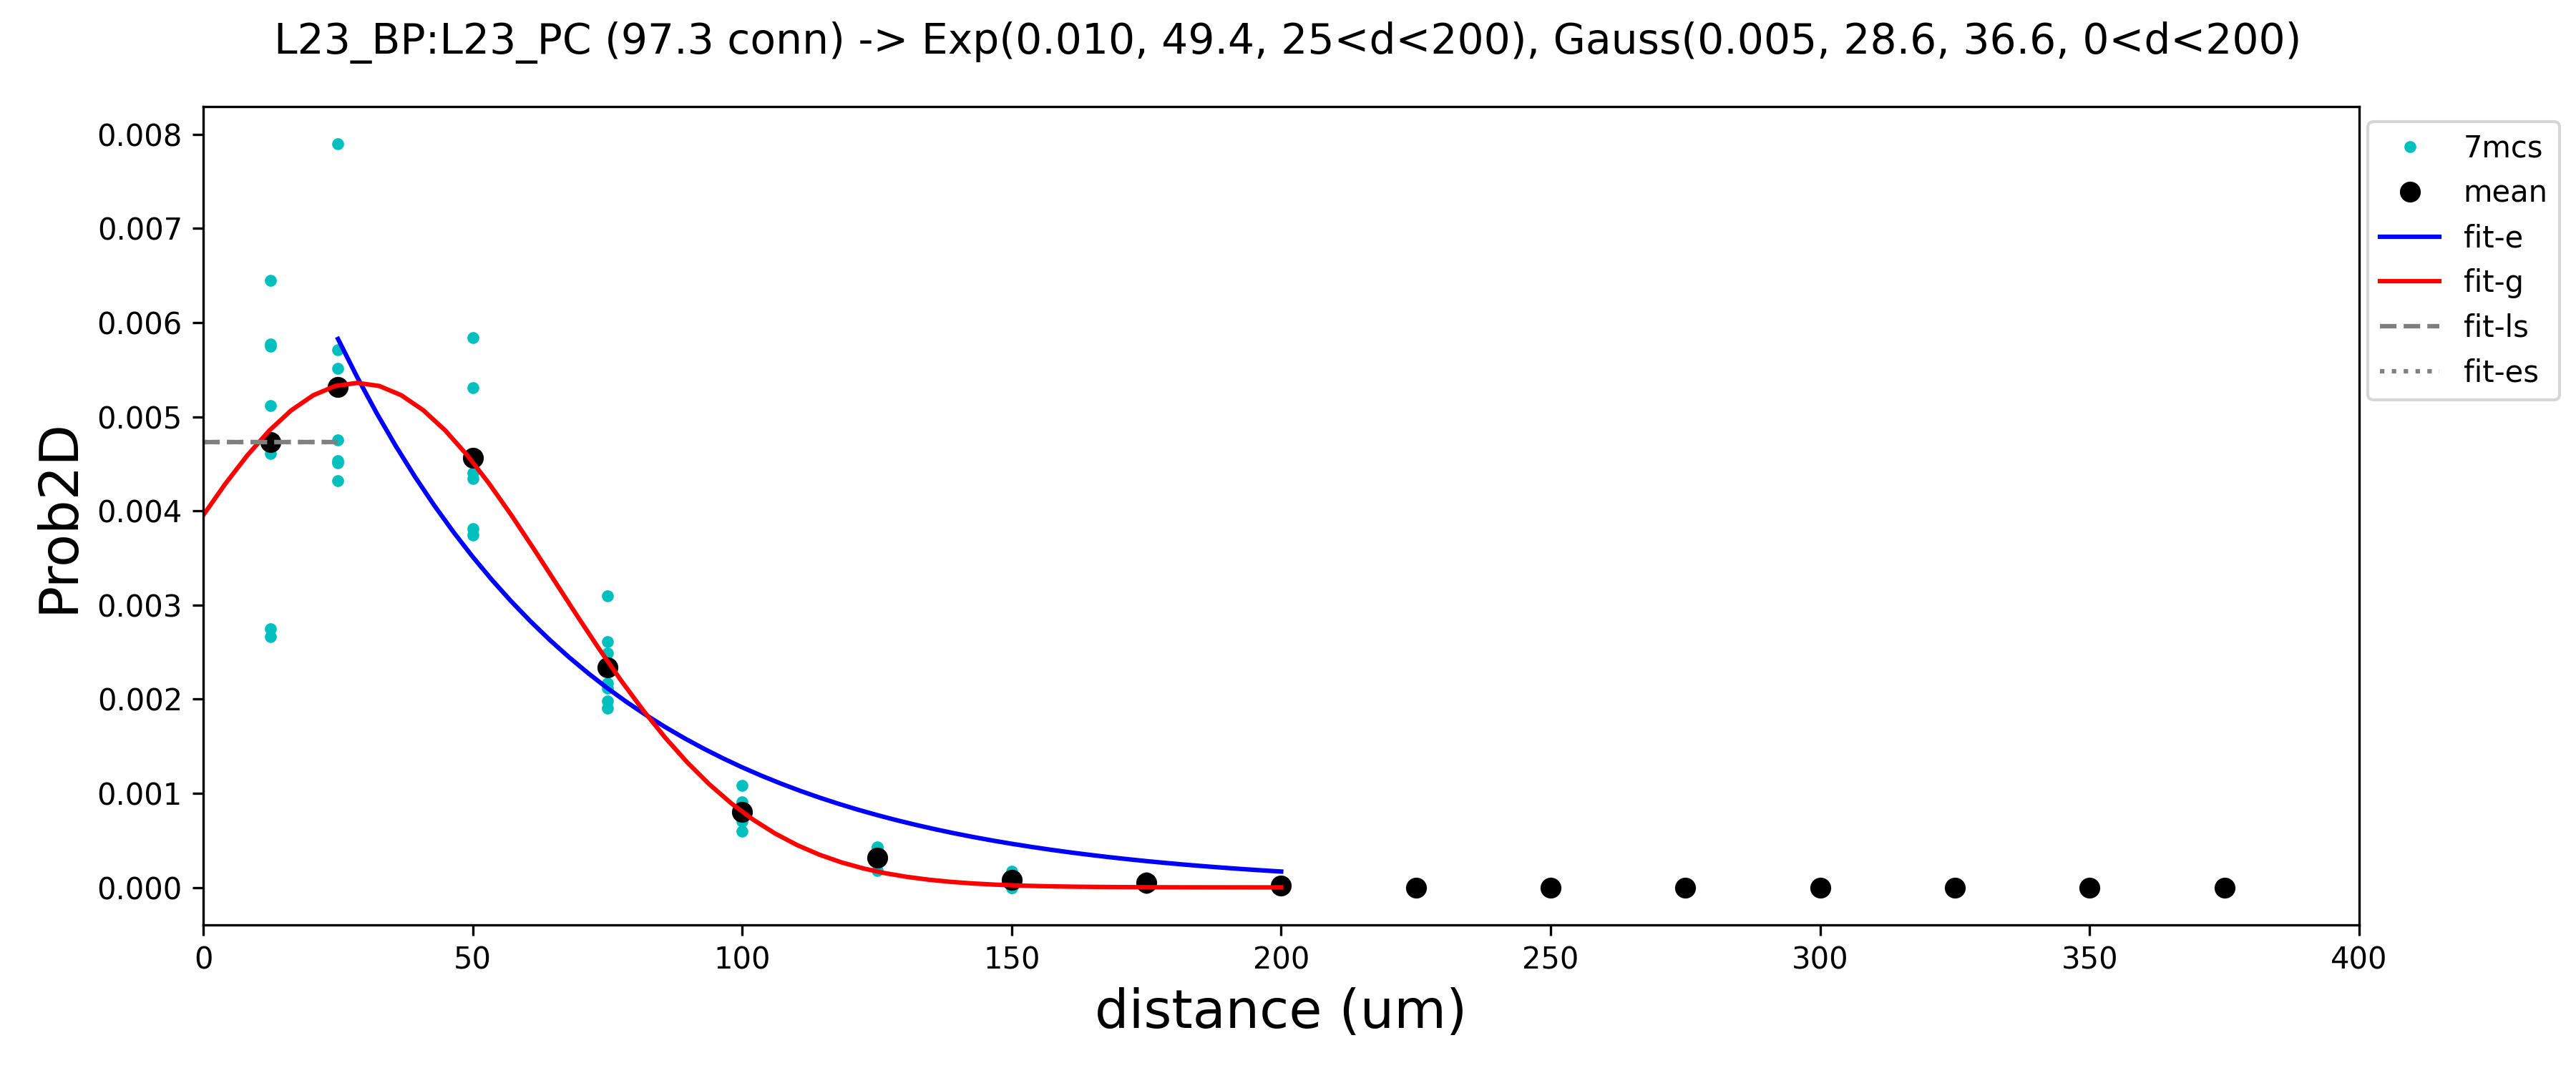 L23_BP:L23_PC (97.3 conn) -> Exp(0.010, 49.4, 25<d<200), Gauss(0.005, 28.6, 36.6, 0<d<200)
0.008
0.007
0.006
0.005
0.004
0.003
0.002
0.001
0.000
Prob2D
0 50 100 150 200 250 300 350 400
distance (um)
7mcs
mean
fit-e
fit-g
fit-ls
fit-es